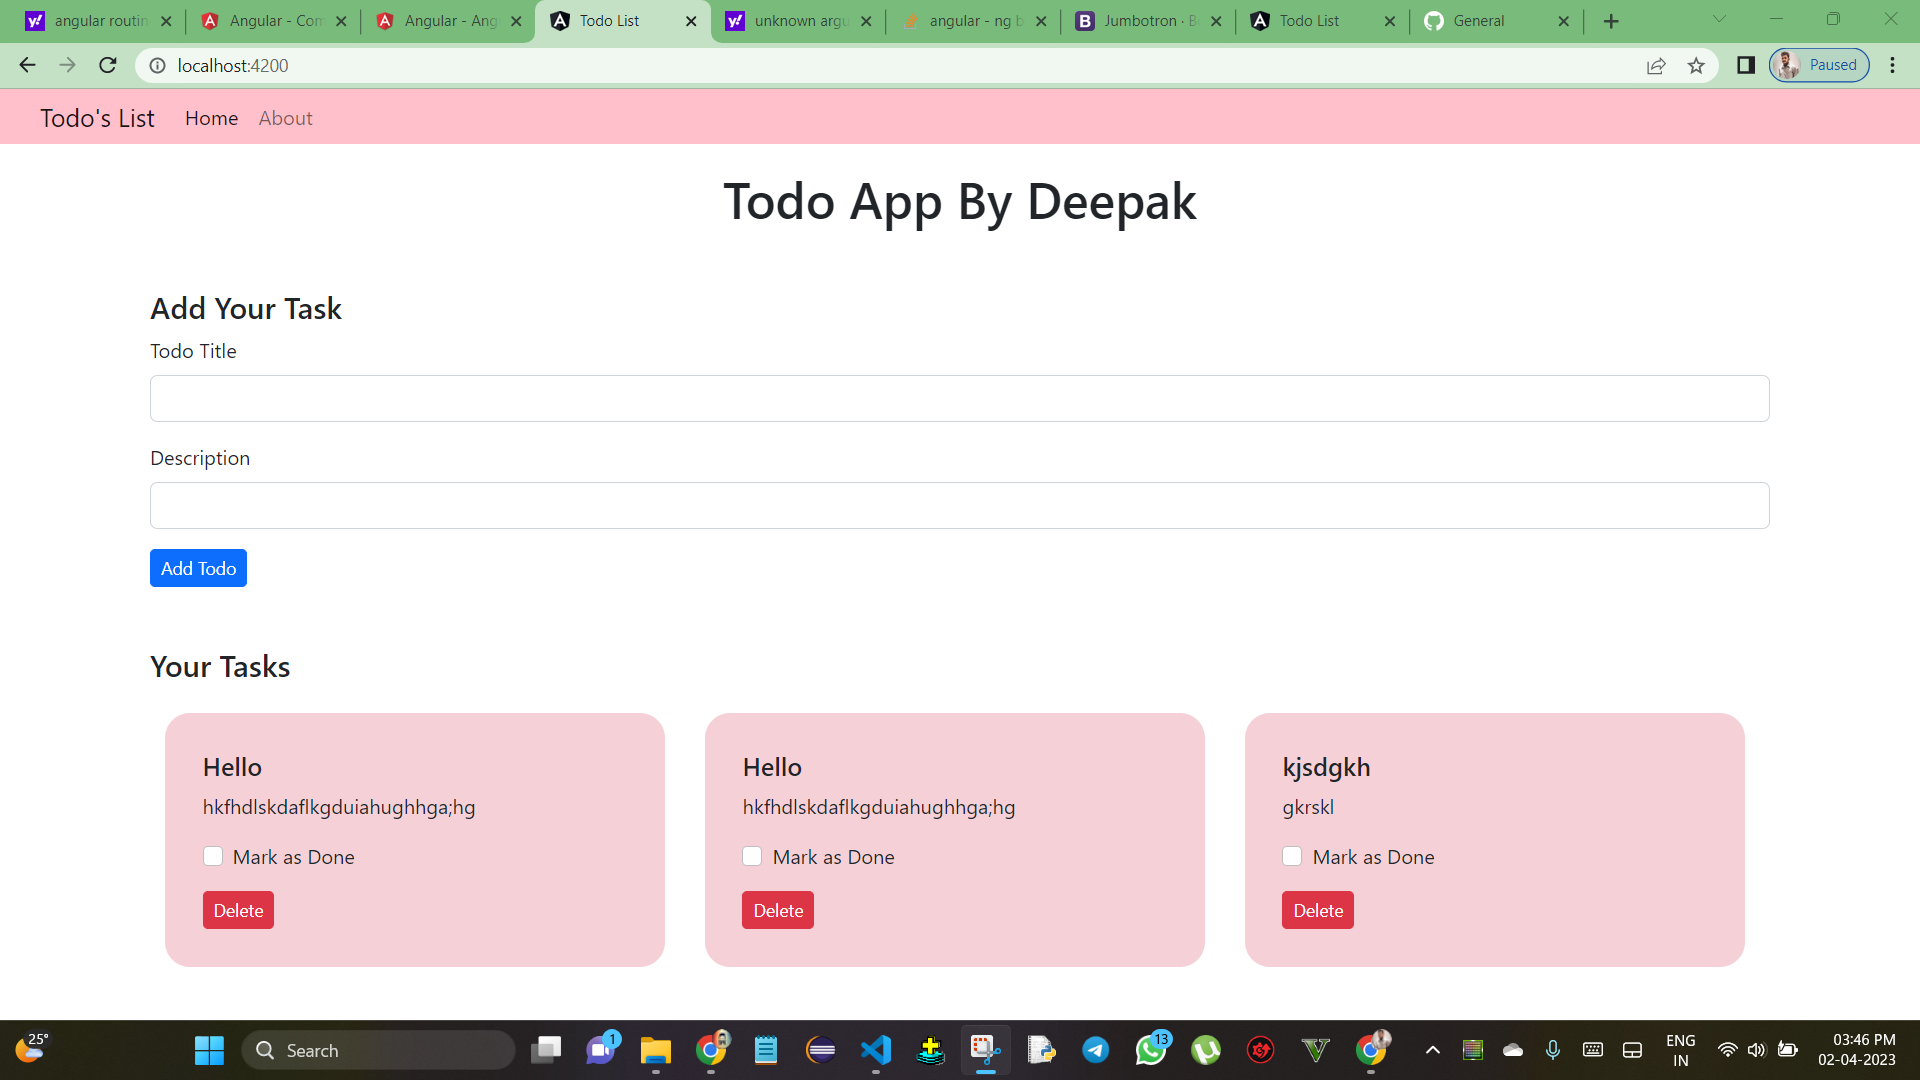 angular routin
Angular - Com
Angular - Ang
Todo List
unknown argu
angular - ng b
Jumbotron · B
Todo List
General
localhost:4200
Paused
Todo's List Home About
Todo App By Deepak
Add Your Task
Todo Title
Description
Add Todo
Your Tasks
Hello
hkfhdlskdaflkgduiahughhga;hg
Mark as Done
Delete
Hello
hkfhdlskdaflkgduiahughhga;hg
Mark as Done
Delete
kjsdgkh
gkrskl
Mark as Done
Delete
25°
Search
1
13
ENG
IN
03:46 PM
02-04-2023